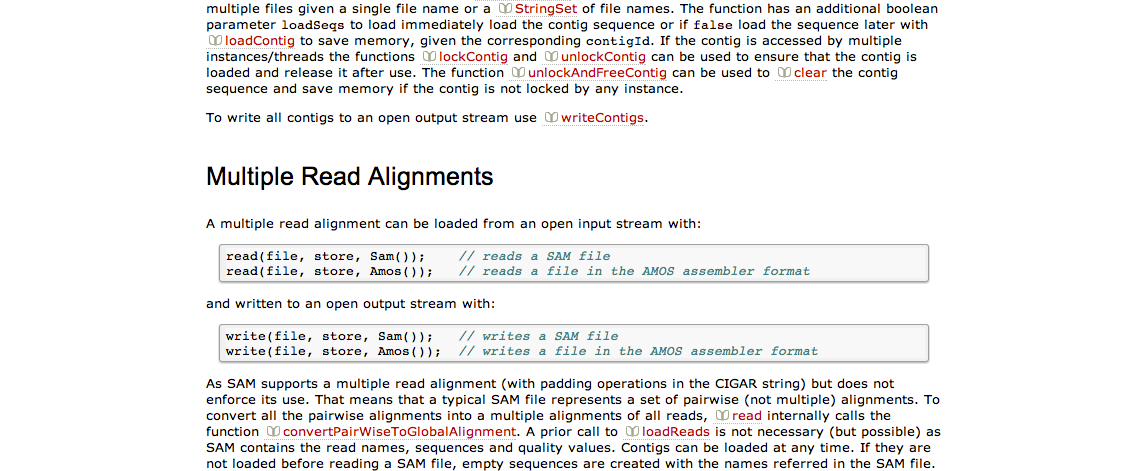 multiple files given a single file name or a StringSet of file names. The function has an additional boolean
parameter loadSeqs to load immediately load the contig sequence or if false load the sequence later with
loadContig to save memory, given the corresponding contigId. If the contig is accessed by multiple
instances/threads the functions lockContig and unlockContig can be used to ensure that the contig is
loaded and release it after use. The function unlockAndFreeContig can be used to clear the contig
sequence and save memory if the contig is not locked by any instance.
To write all contigs to an open output stream use writeContigs.
Multiple Read Alignments
A multiple read alignment can be loaded from an open input stream with:
read(file, store, Sam()); // reads a SAM file
read(file, store, Amos()); // reads a file in the AMOS assembler format
and written to an open output stream with:
write(file, store, Sam()); // writes a SAM file
write(file, store, Amos()); // writes a file in the AMOS assembler format
As SAM supports a multiple read alignment (with padding operations in the CIGAR string) but does not
enforce its use. That means that a typical SAM file represents a set of pairwise (not multiple) alignments. To
convert all the pairwise alignments into a multiple alignments of all reads, read internally calls the
function convertPairWiseToGlobalAlignment. A prior call to loadReads is not necessary (but possible) as
SAM contains the read names, sequences and quality values. Contigs can be loaded at any time. If they are
not loaded before reading a SAM file, empty sequences are created with the names referred in the SAM file.